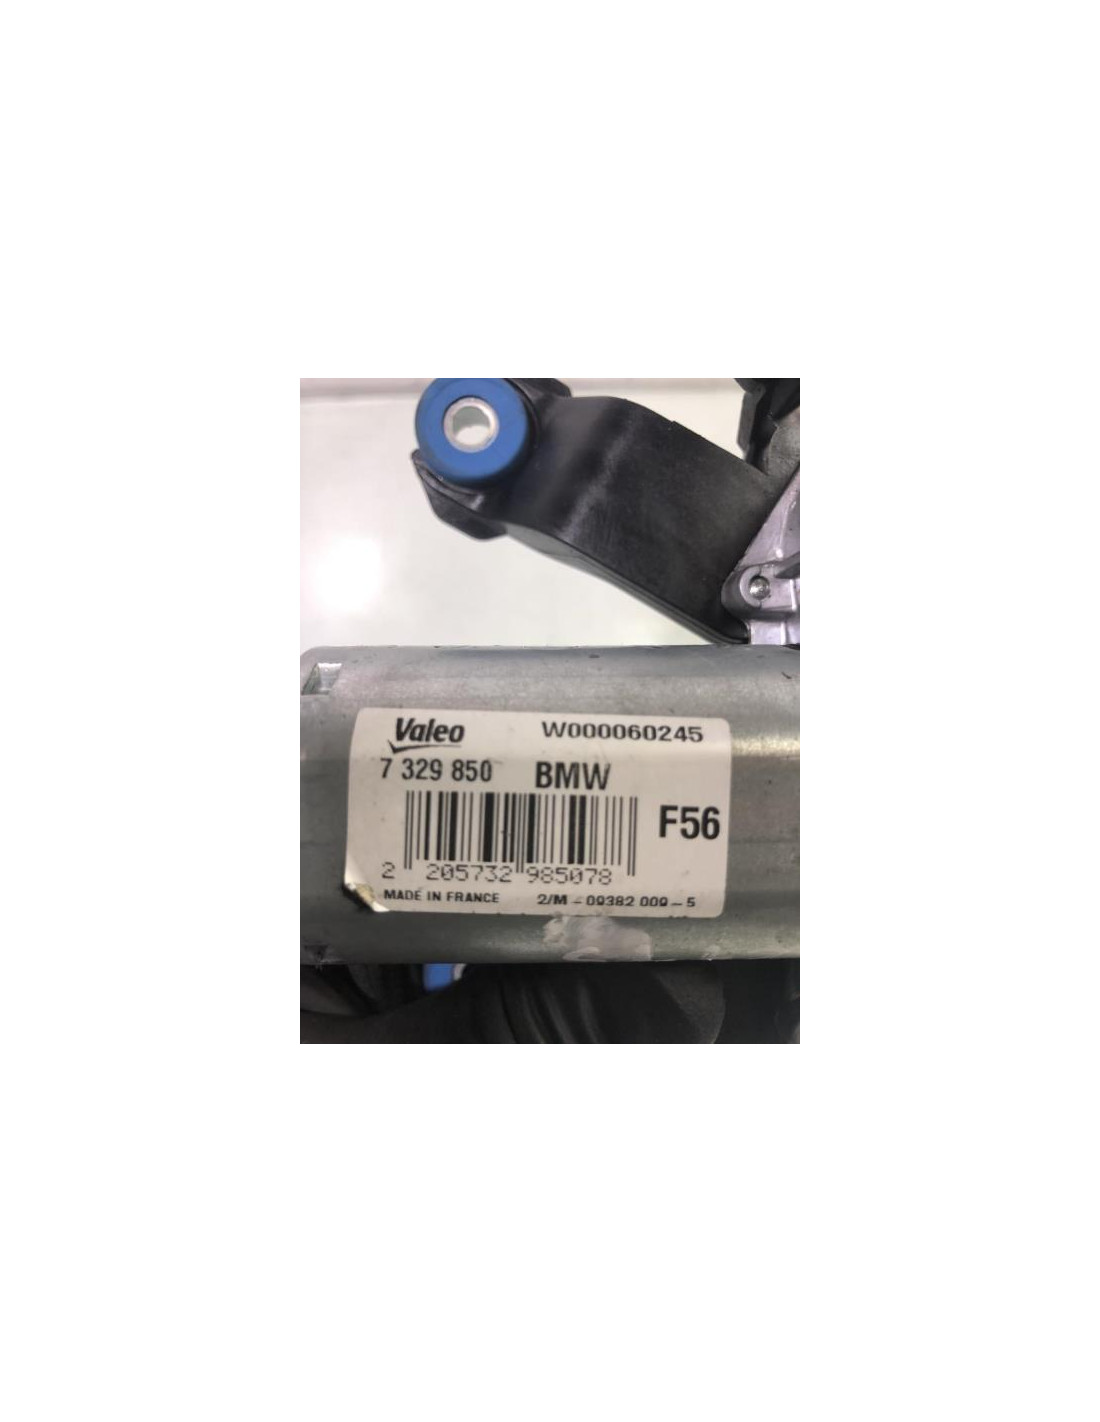 Valeo W000060245
7 329 850 BMW
F56
2 205732 985078
MADE IN FRANCE 2/M - 09382 009 - 5